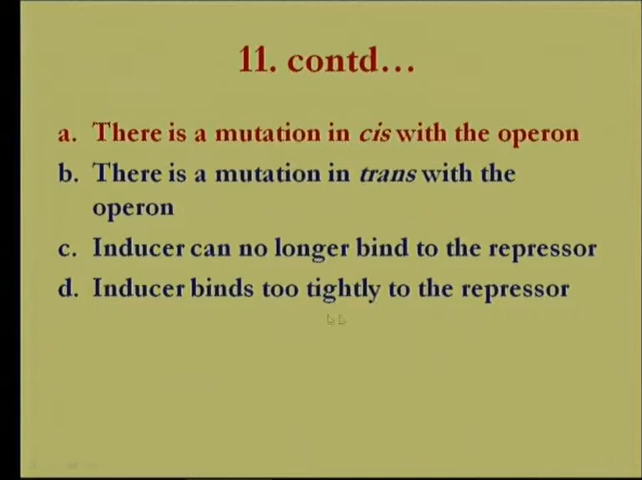 11. contd...
a. There is a mutation in cis with the operon
b. There is a mutation in trans with the
operon
c. Inducer can no longer bind to the repressor
d. Inducer binds too tightly to the repressor